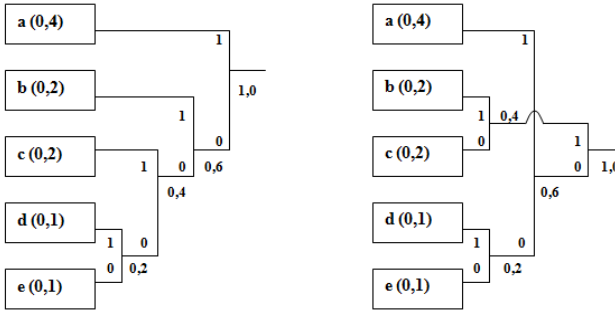 a (0,4)
1
1,0
b (0,2)
1
0
0,6
c (0,2)
1
0
0,4
d (0,1)
1
0
0
0,2
e (0,1)
a (0,4)
1
b (0,2)
1
0,4
0
c (0,2)
1
0
1,0
0,6
d (0,1)
1
0
0
0,2
e (0,1)